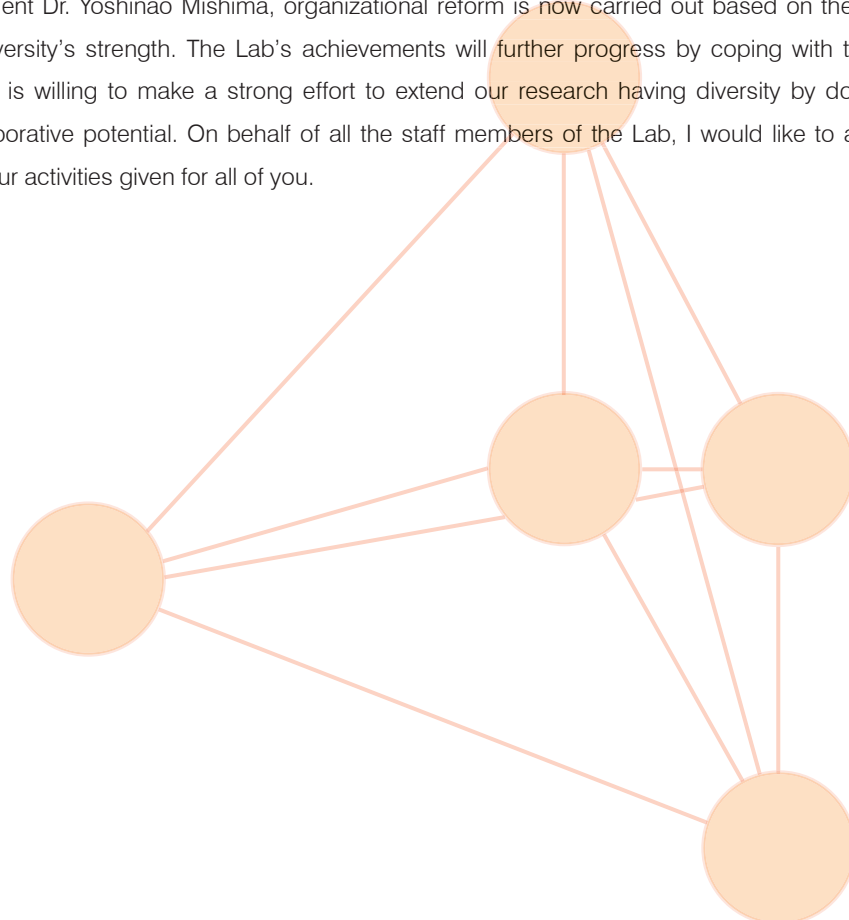 ent Dr. Yoshinao Mishima, organizational reform is now carried out based on the
versity's strength. The Lab's achievements will further progress by coping with t
is willing to make a strong effort to extend our research having diversity by do
orative potential. On behalf of all the staff members of the Lab, I would like to a
ur activities given for all of you.